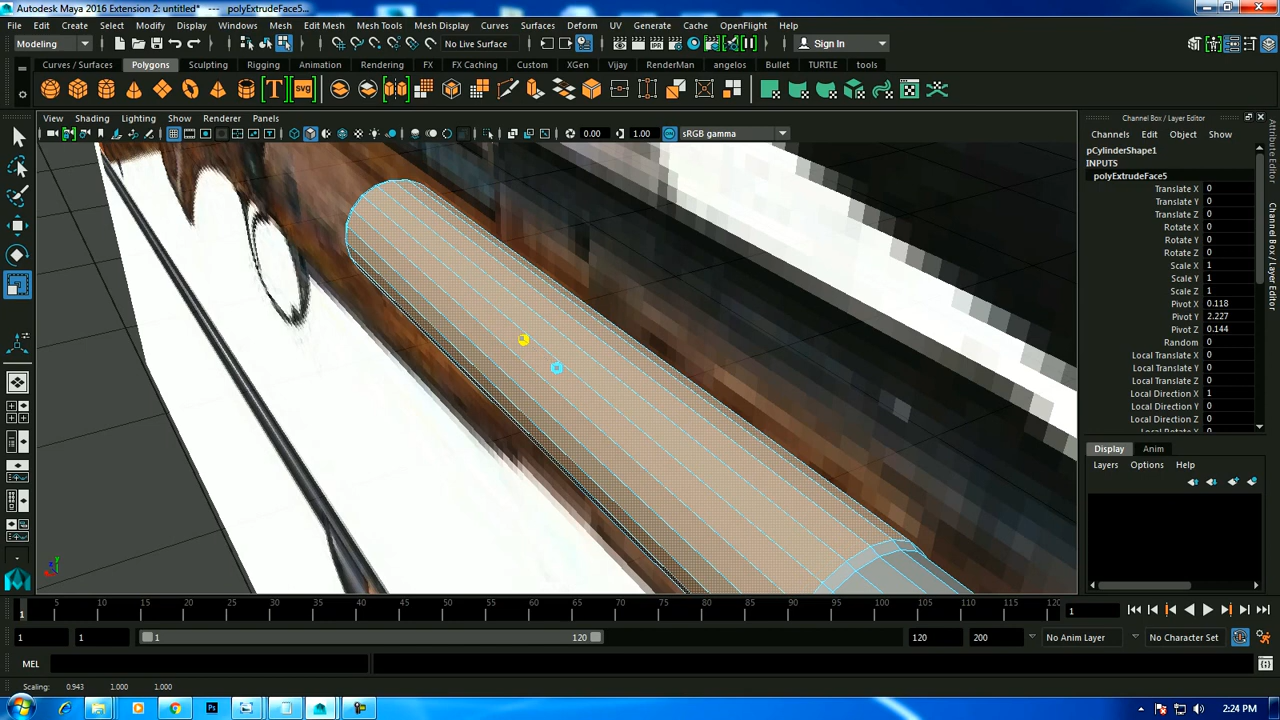 Autodesk Maya 2016 Extension 2: untitled* --- polyExtrudeFace5...
File Edit Create Select Modify Display Windows Mesh Edit Mesh Mesh Tools Mesh Display Curves Surfaces Deform UV Generate Cache OpenFlight Help
Modeling No Live Surface Sign In
Curves / Surfaces Polygons Sculpting Rigging Animation Rendering FX FX Caching Custom XGen Vijay RenderMan angelos Bullet TURTLE tools
T svg
View Shading Lighting Show Renderer Panels
0.00 1.00 sRGB gamma
Channel Box / Layer Editor
Channels Edit Object Show
pCylinderShape1
INPUTS
polyExtrudeFace5
Translate X 0
Translate Y 0
Translate Z 0
Rotate X 0
Rotate Y 0
Rotate Z 0
Scale X 1
Scale Y 1
Scale Z 1
Pivot X 0.118
Pivot Y 2.227
Pivot Z 0.144
Random 0
Local Translate X 0
Local Translate Y 0
Local Translate Z 0
Local Direction X 1
Local Direction Y 0
Local Direction Z 0
Attribute Editor
Channel Box / Layer Editor
Display Anim
Layers Options Help
1 5 10 15 20 25 30 35 40 45 50 55 60 65 70 75 80 85 90 95 100 105 110 115 120 1
1 1 1 120 120 200 No Anim Layer No Character Set
MEL
Scaling: 0.943 1.000 1.000
2:24 PM